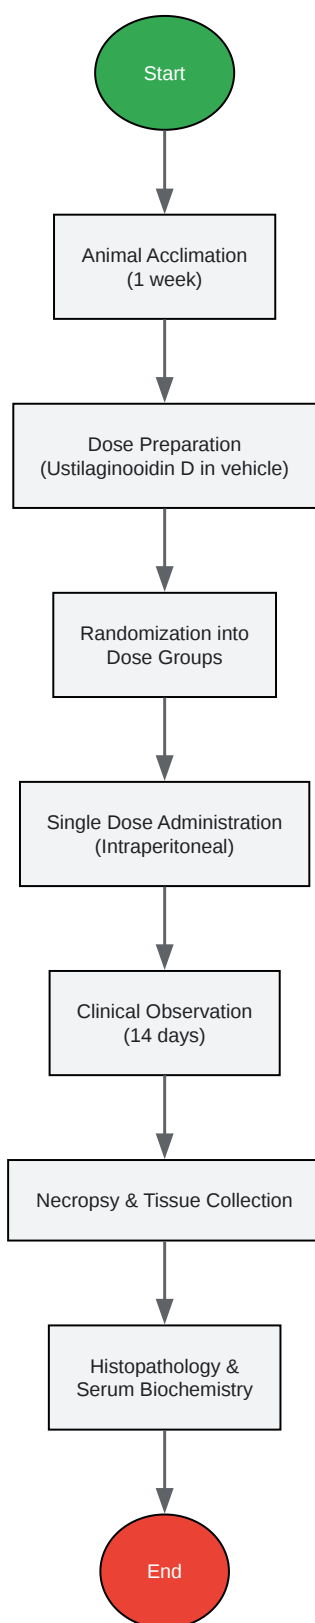 Start
Animal Acclimation
(1 week)
Dose Preparation
(Ustilaginooidin D in vehicle)
Randomization into
Dose Groups
Single Dose Administration
(Intraperitoneal)
Clinical Observation
(14 days)
Necropsy & Tissue Collection
Histopathology &
Serum Biochemistry
End